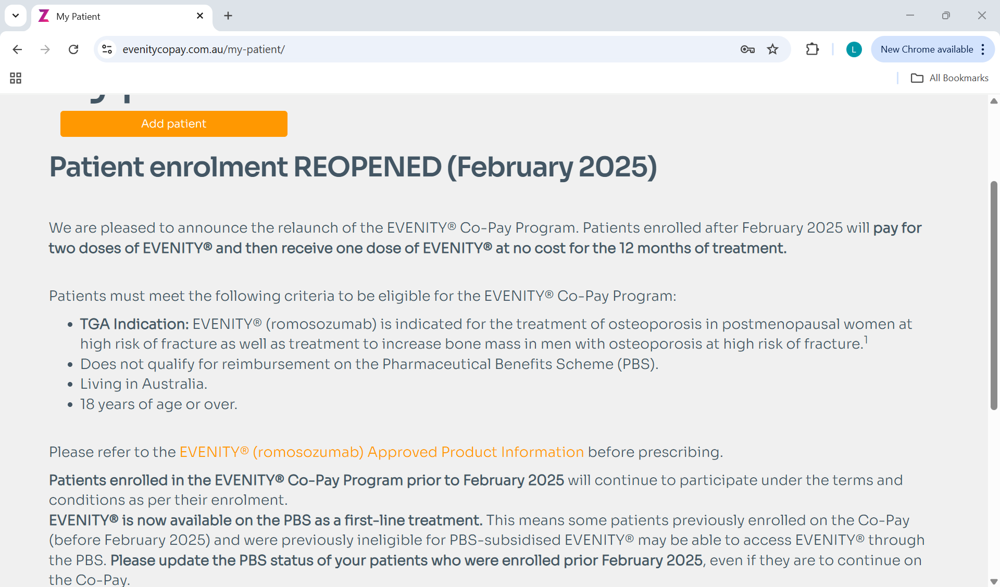 My Patient
evenitycopay.com.au/my-patient/
L
New Chrome available
All Bookmarks
Add patient
Patient enrolment REOPENED (February 2025)
We are pleased to announce the relaunch of the EVENITY® Co-Pay Program. Patients enrolled after February 2025 will pay for
two doses of EVENITY® and then receive one dose of EVENITY® at no cost for the 12 months of treatment.
Patients must meet the following criteria to be eligible for the EVENITY® Co-Pay Program:
• TGA Indication: EVENITY® (romosozumab) is indicated for the treatment of osteoporosis in postmenopausal women at
high risk of fracture as well as treatment to increase bone mass in men with osteoporosis at high risk of fracture.¹
• Does not qualify for reimbursement on the Pharmaceutical Benefits Scheme (PBS).
• Living in Australia.
• 18 years of age or over.
Please refer to the EVENITY® (romosozumab) Approved Product Information before prescribing.
Patients enrolled in the EVENITY® Co-Pay Program prior to February 2025 will continue to participate under the terms and
conditions as per their enrolment.
EVENITY® is now available on the PBS as a first-line treatment. This means some patients previously enrolled on the Co-Pay
(before February 2025) and were previously ineligible for PBS-subsidised EVENITY® may be able to access EVENITY® through
the PBS. Please update the PBS status of your patients who were enrolled prior February 2025, even if they are to continue on
the Co-Pay.